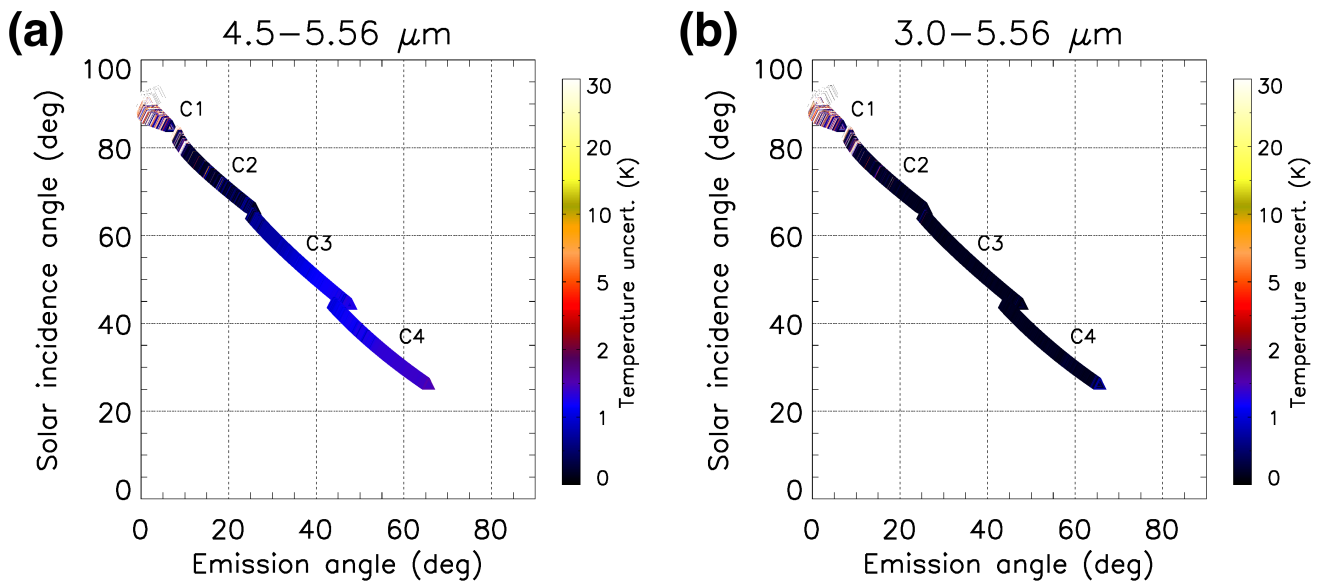 (a) 4.5–5.56 μm
100
80
60
40
20
0
0 20 40 60 80
Solar incidence angle (deg)
Emission angle (deg)
C1
C2
C3
C4
30
20
10
5
2
1
0
Temperature uncert. (K)
(b) 3.0–5.56 μm
100
80
60
40
20
0
0 20 40 60 80
Solar incidence angle (deg)
Emission angle (deg)
C1
C2
C3
C4
30
20
10
5
2
1
0
Temperature uncert. (K)